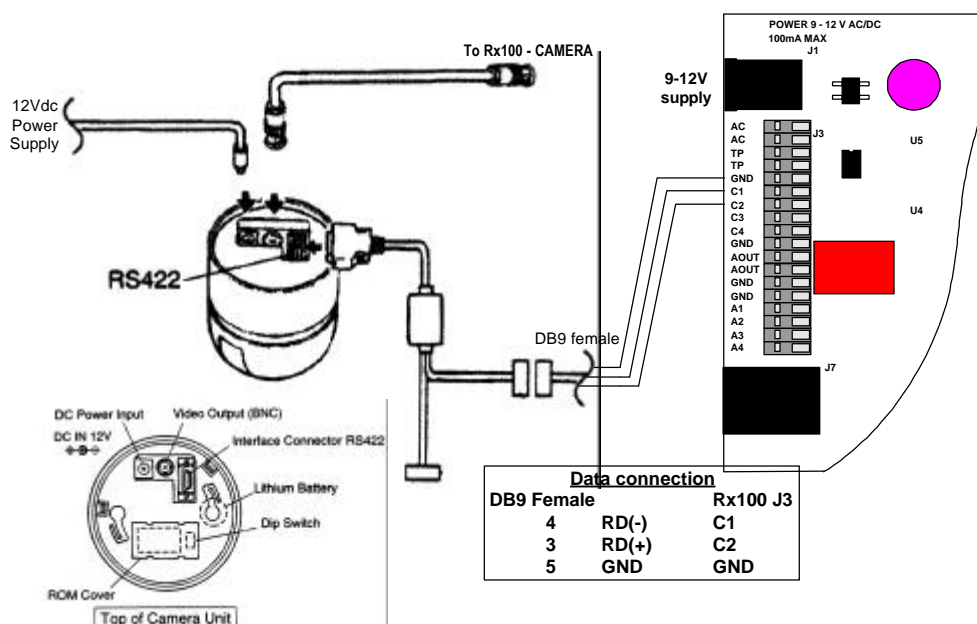 POWER 9 - 12 V AC/DC
100mA MAX
J1
To Rx100 - CAMERA
9-12V
supply
12Vdc
Power
Supply
AC
J3
AC
TP
TP
U5
GND
C1
C2
U4
C3
C4
GND
AOUT
AOUT
GND
GND
A1
A2
A3
A4
RS422
DB9 female
J7
DC Power Input
Video Output (BNC)
DC IN 12V
Interface Connector RS422
Lithium Battery
Dip Switch
ROM Cover
Top of Camera Unit
Data connection
DB9 Female Rx100 J3
4 RD(-) C1
3 RD(+) C2
5 GND GND